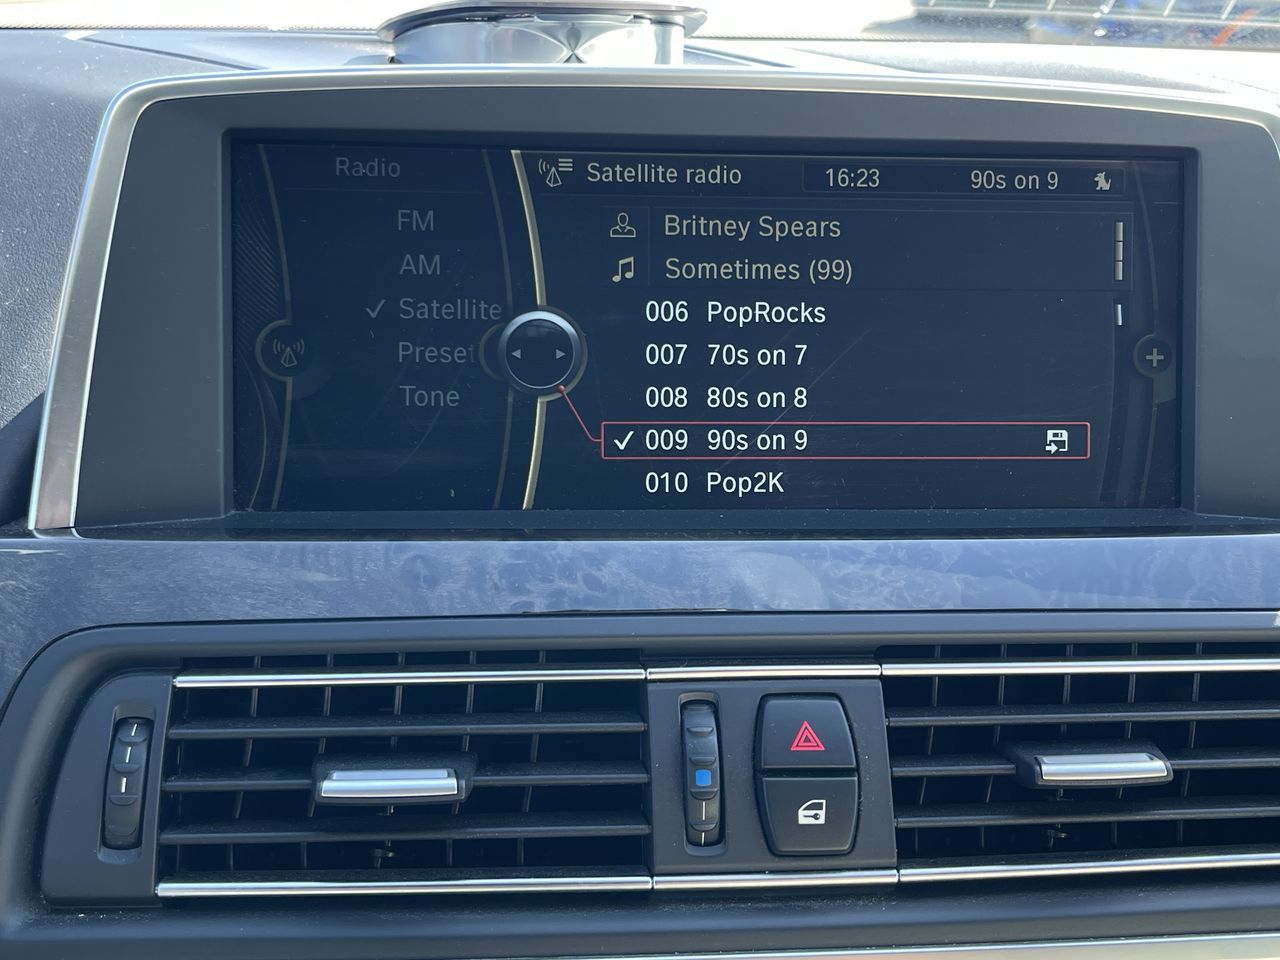 Radio
FM
AM
Satellite
Preset
Tone
Satellite radio
16:23
90s on 9
Britney Spears
Sometimes (99)
006 PopRocks
007 70s on 7
008 80s on 8
009 90s on 9
010 Pop2K